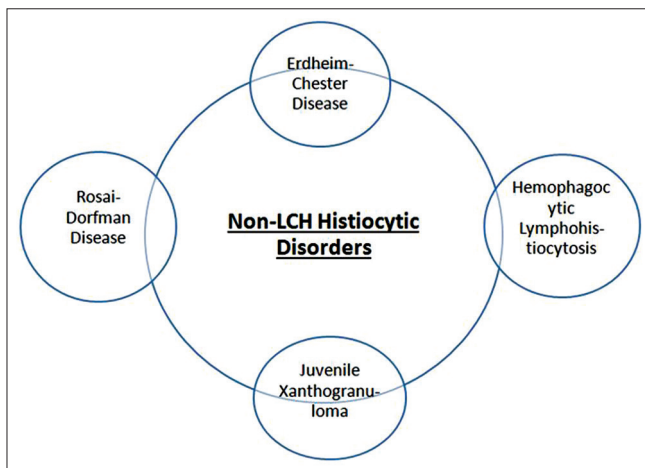 Erdheim-
Chester
Disease
Rosai-
Dorfman
Disease
Non-LCH Histiocytic
Disorders
Hemophagoc
ytic
Lymphohis-
tiocytosis
Juvenile
Xanthogranu-
loma